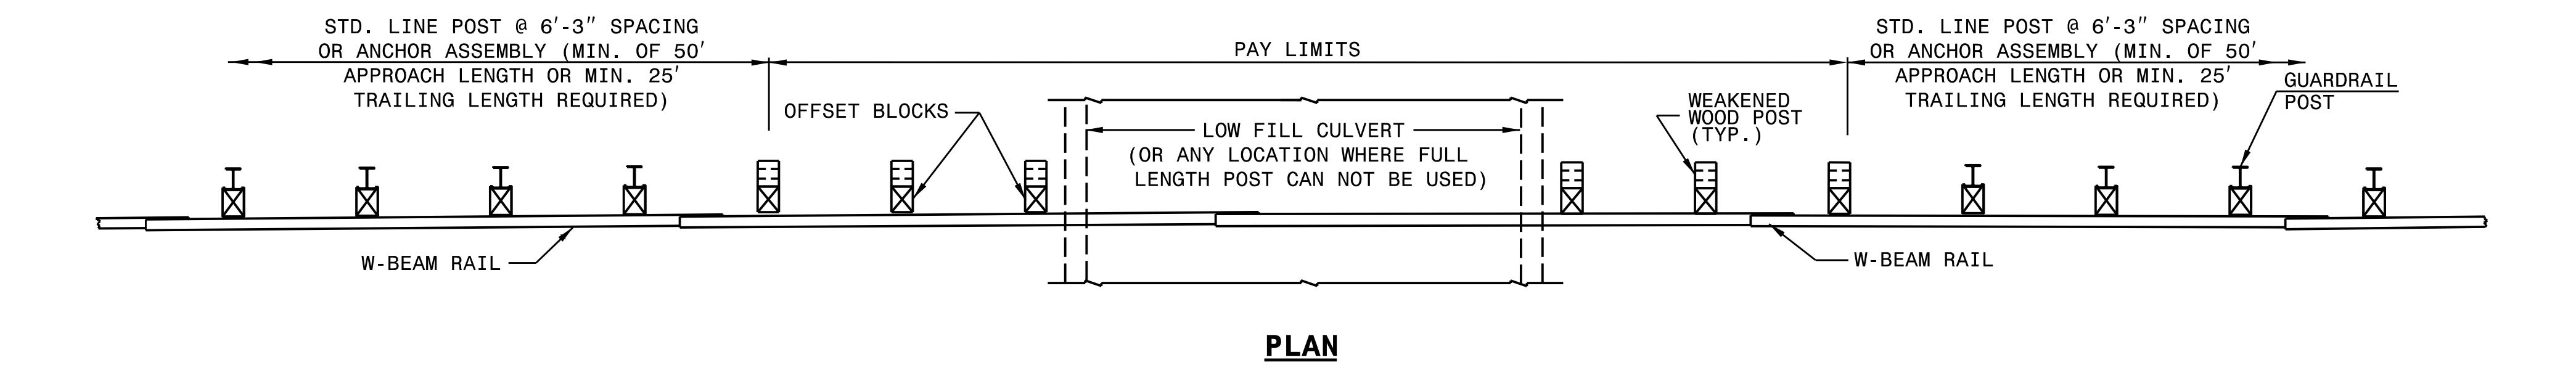 STD. LINE POST @ 6'-3" SPACING
OR ANCHOR ASSEMBLY (MIN. OF 50'
APPROACH LENGTH OR MIN. 25'
TRAILING LENGTH REQUIRED)
PAY LIMITS
STD. LINE POST @ 6'-3" SPACING
OR ANCHOR ASSEMBLY (MIN. OF 50'
APPROACH LENGTH OR MIN. 25'
TRAILING LENGTH REQUIRED)
GUARDRAIL
POST
OFFSET BLOCKS
WEAKENED
WOOD POST
(TYP.)
LOW FILL CULVERT
(OR ANY LOCATION WHERE FULL
LENGTH POST CAN NOT BE USED)
W-BEAM RAIL
W-BEAM RAIL
PLAN